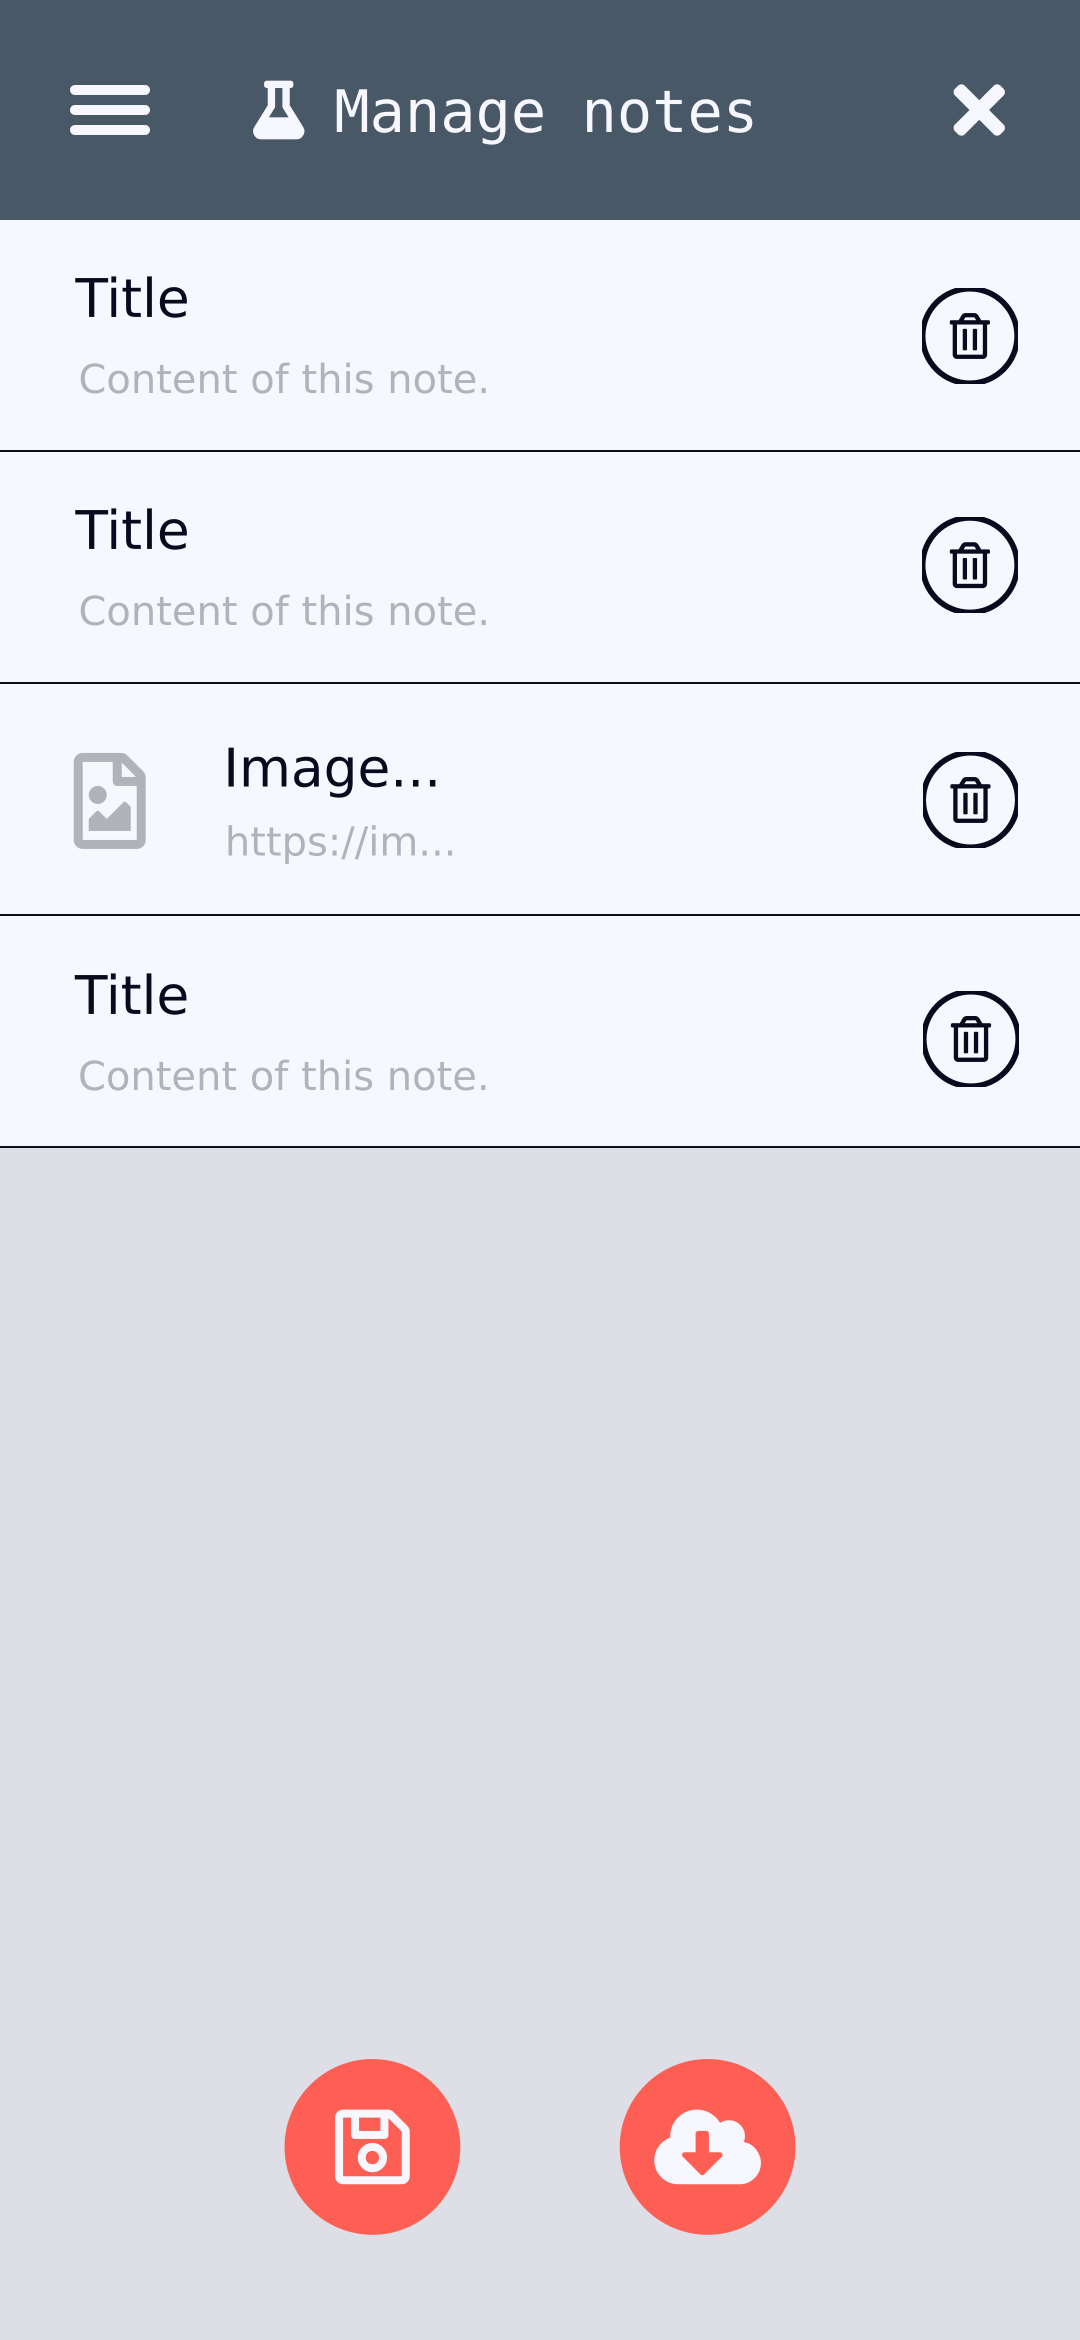 Manage notes
Title
Content of this note.
Title
Content of this note.
Image...
https://im...
Title
Content of this note.